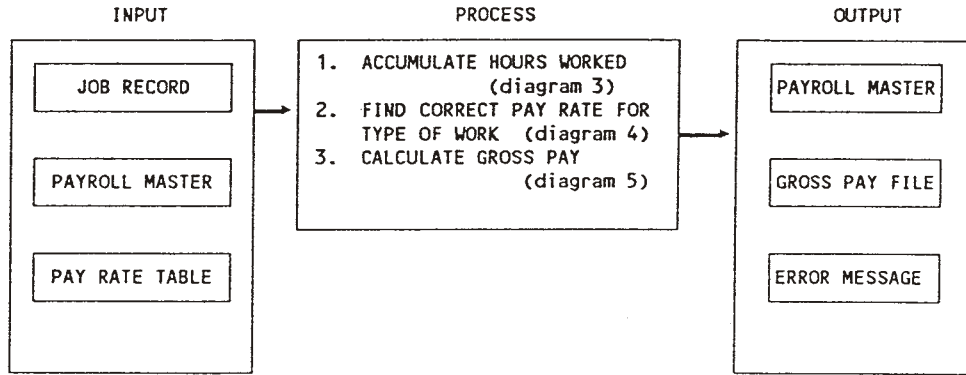 INPUT
PROCESS
OUTPUT
JOB RECORD
PAYROLL MASTER
PAY RATE TABLE
1. ACCUMULATE HOURS WORKED
(diagram 3)
2. FIND CORRECT PAY RATE FOR
TYPE OF WORK (diagram 4)
3. CALCULATE GROSS PAY
(diagram 5)
PAYROLL MASTER
GROSS PAY FILE
ERROR MESSAGE